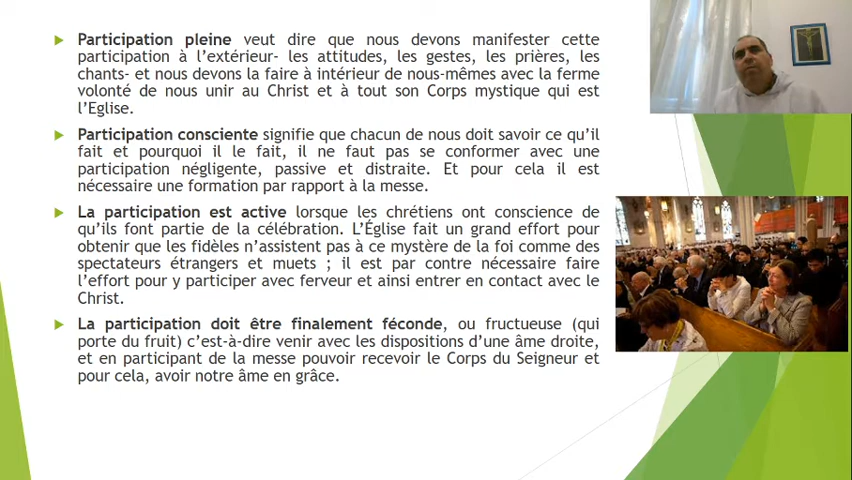 Participation pleine veut dire que nous devons manifester cette
participation à l'extérieur- les attitudes, les gestes, les prières, les
chants- et nous devons la faire à intérieur de nous-mêmes avec la ferme
volonté de nous unir au Christ et à tout son Corps mystique qui est
l'Eglise.
Participation consciente signifie que chacun de nous doit savoir ce qu'il
fait et pourquoi il le fait, il ne faut pas se conformer avec une
participation négligente, passive et distraite. Et pour cela il est
nécessaire une formation par rapport à la messe.
La participation est active lorsque les chrétiens ont conscience de
qu'ils font partie de la célébration. L'Église fait un grand effort pour
obtenir que les fidèles n'assistent pas à ce mystère de la foi comme des
spectateurs étrangers et muets ; il est par contre nécessaire faire
l'effort pour y participer avec ferveur et ainsi entrer en contact avec le
Christ.
La participation doit être finalement féconde, ou fructueuse (qui
porte du fruit) c'est-à-dire venir avec les dispositions d'une âme droite,
et en participant de la messe pouvoir recevoir le Corps du Seigneur et
pour cela, avoir notre âme en grâce.